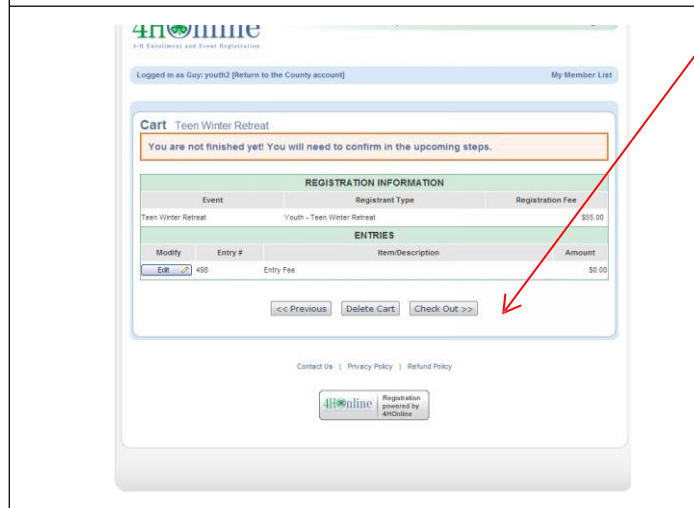 4HOnline
4-H Enrollment and Event Registration
Logged in as Guy: youth2 [Return to the County account] My Member List
Cart Teen Winter Retreat
You are not finished yet! You will need to confirm in the upcoming steps.
REGISTRATION INFORMATION
Event Registrant Type Registration Fee
Teen Winter Retreat Youth - Teen Winter Retreat $55.00
ENTRIES
Modify Entry # Item/Description Amount
Edit 498 Entry Fee $0.00
<< Previous Delete Cart Check Out >>
Contact Us | Privacy Policy | Refund Policy
4HOnline Registration
powered by
4HOnline